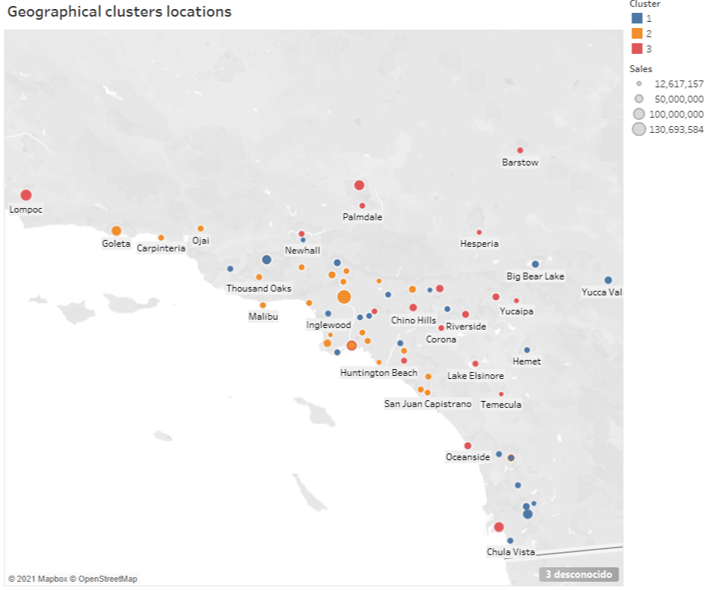 Geographical clusters locations
Cluster
1
2
3
Sales
12,617,157
50,000,000
100,000,000
130,693,584
Barstow
Lompoc
Palmdale
Goleta
Carpinteria
Ojai
Newhall
Hesperia
Big Bear Lake
Thousand Oaks
Yucca Val
Malibu
Yucaipa
Inglewood
Chino Hills
Riverside
Corona
Hemet
Huntington Beach
Lake Elsinore
San Juan Capistrano
Temecula
Oceanside
Chula Vista
3 desconocido
© 2021 Mapbox © OpenStreetMap